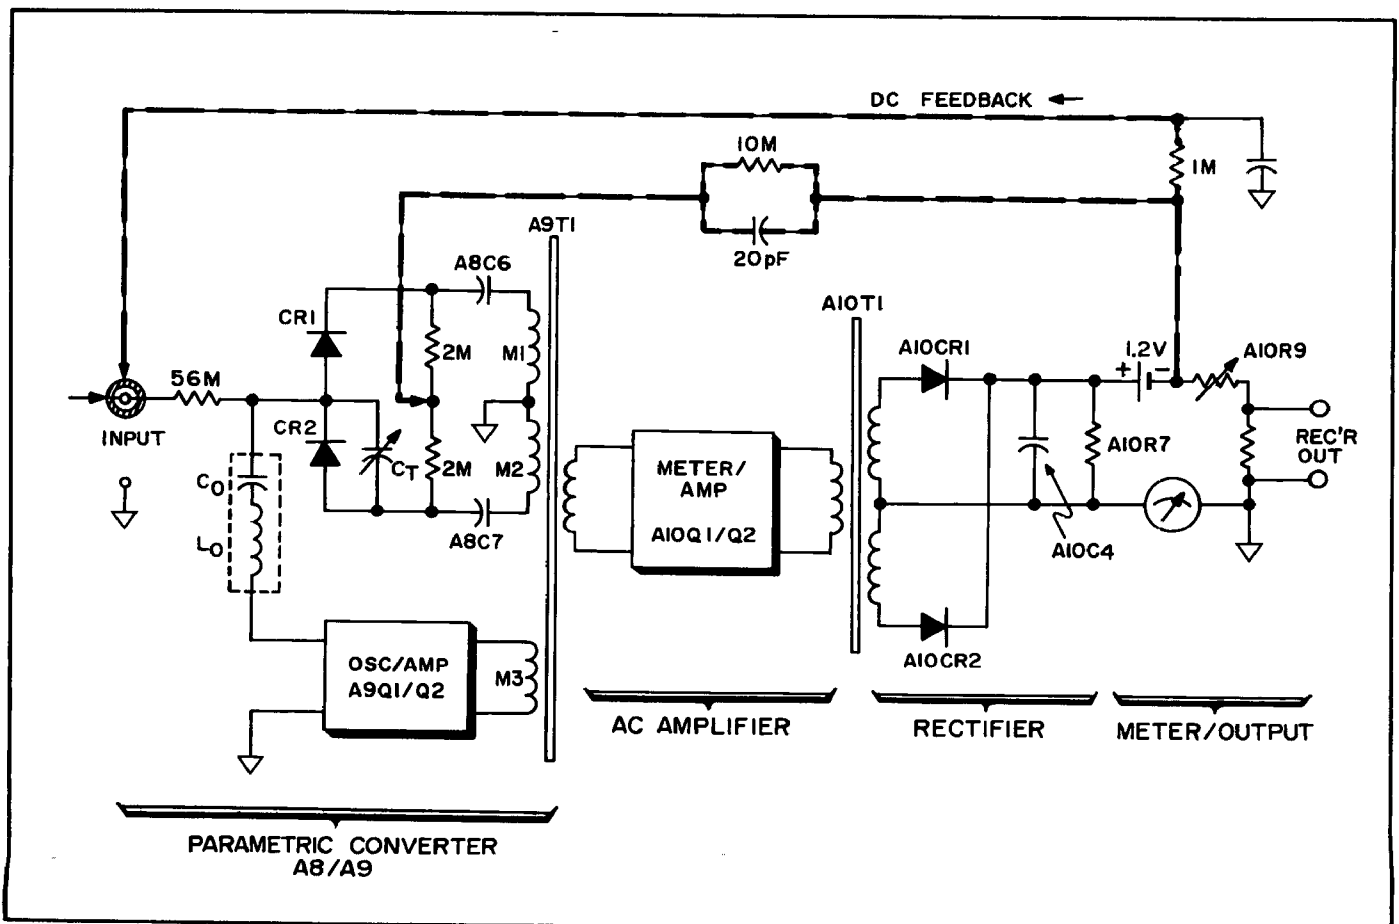 DC FEEDBACK
10M
1M
20pF
A9T1
A8C6
A10T1
CR1
2M
M1
A10CR1
1.2V
+
-
A10R9
56M
INPUT
CR2
CT
2M
M2
METER/
AMP
A10Q1/Q2
A10R7
REC'R
OUT
CO
LO
A8C7
A10C4
OSC/AMP
A9Q1/Q2
M3
A10CR2
AC AMPLIFIER
RECTIFIER
METER/OUTPUT
PARAMETRIC CONVERTER
A8/A9